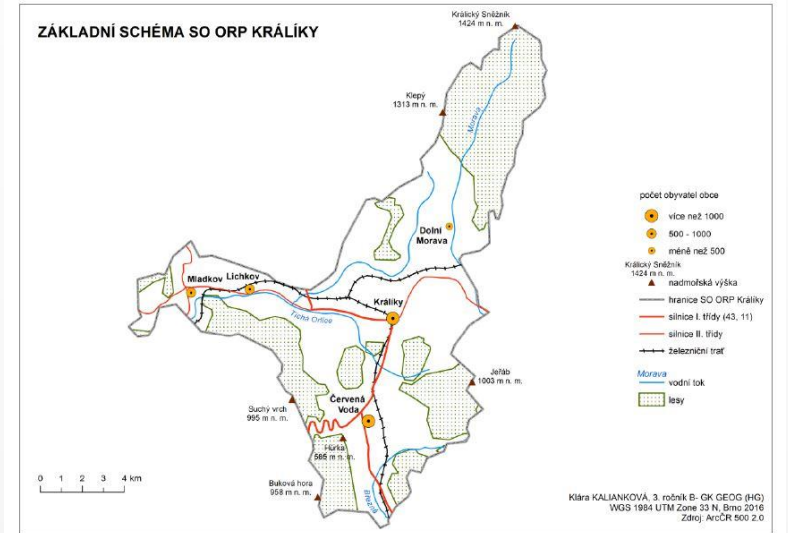 ZÁKLADNÍ SCHÉMA SO ORP KRÁLÍKY
Králický Sněžník
1424 m n. m.
Klepý
1313 m n. m.
Morava
Dolní
Morava
Mladkov
Lichkov
Králíky
Tichá Orlice
Jeřáb
1003 m n. m.
Červená
Voda
Suchý vrch
995 m n. m.
Hůrka
585 m n. m.
Buková hora
958 m n. m.
Březná
0 1 2 3 4 km
počet obyvatel obce
více než 1000
500 - 1000
méně než 500
Králický Sněžník
1424 m n. m.
nadmořská výška
hranice SO ORP Králíky
silnice I. třídy (43, 11)
silnice II. třídy
železniční trať
Morava
vodní tok
lesy
Klára KALIANKOVÁ, 3. ročník B- GK GEOG (HG)
WGS 1984 UTM Zone 33 N, Brno 2016
Zdroj: ArcČR 500 2.0